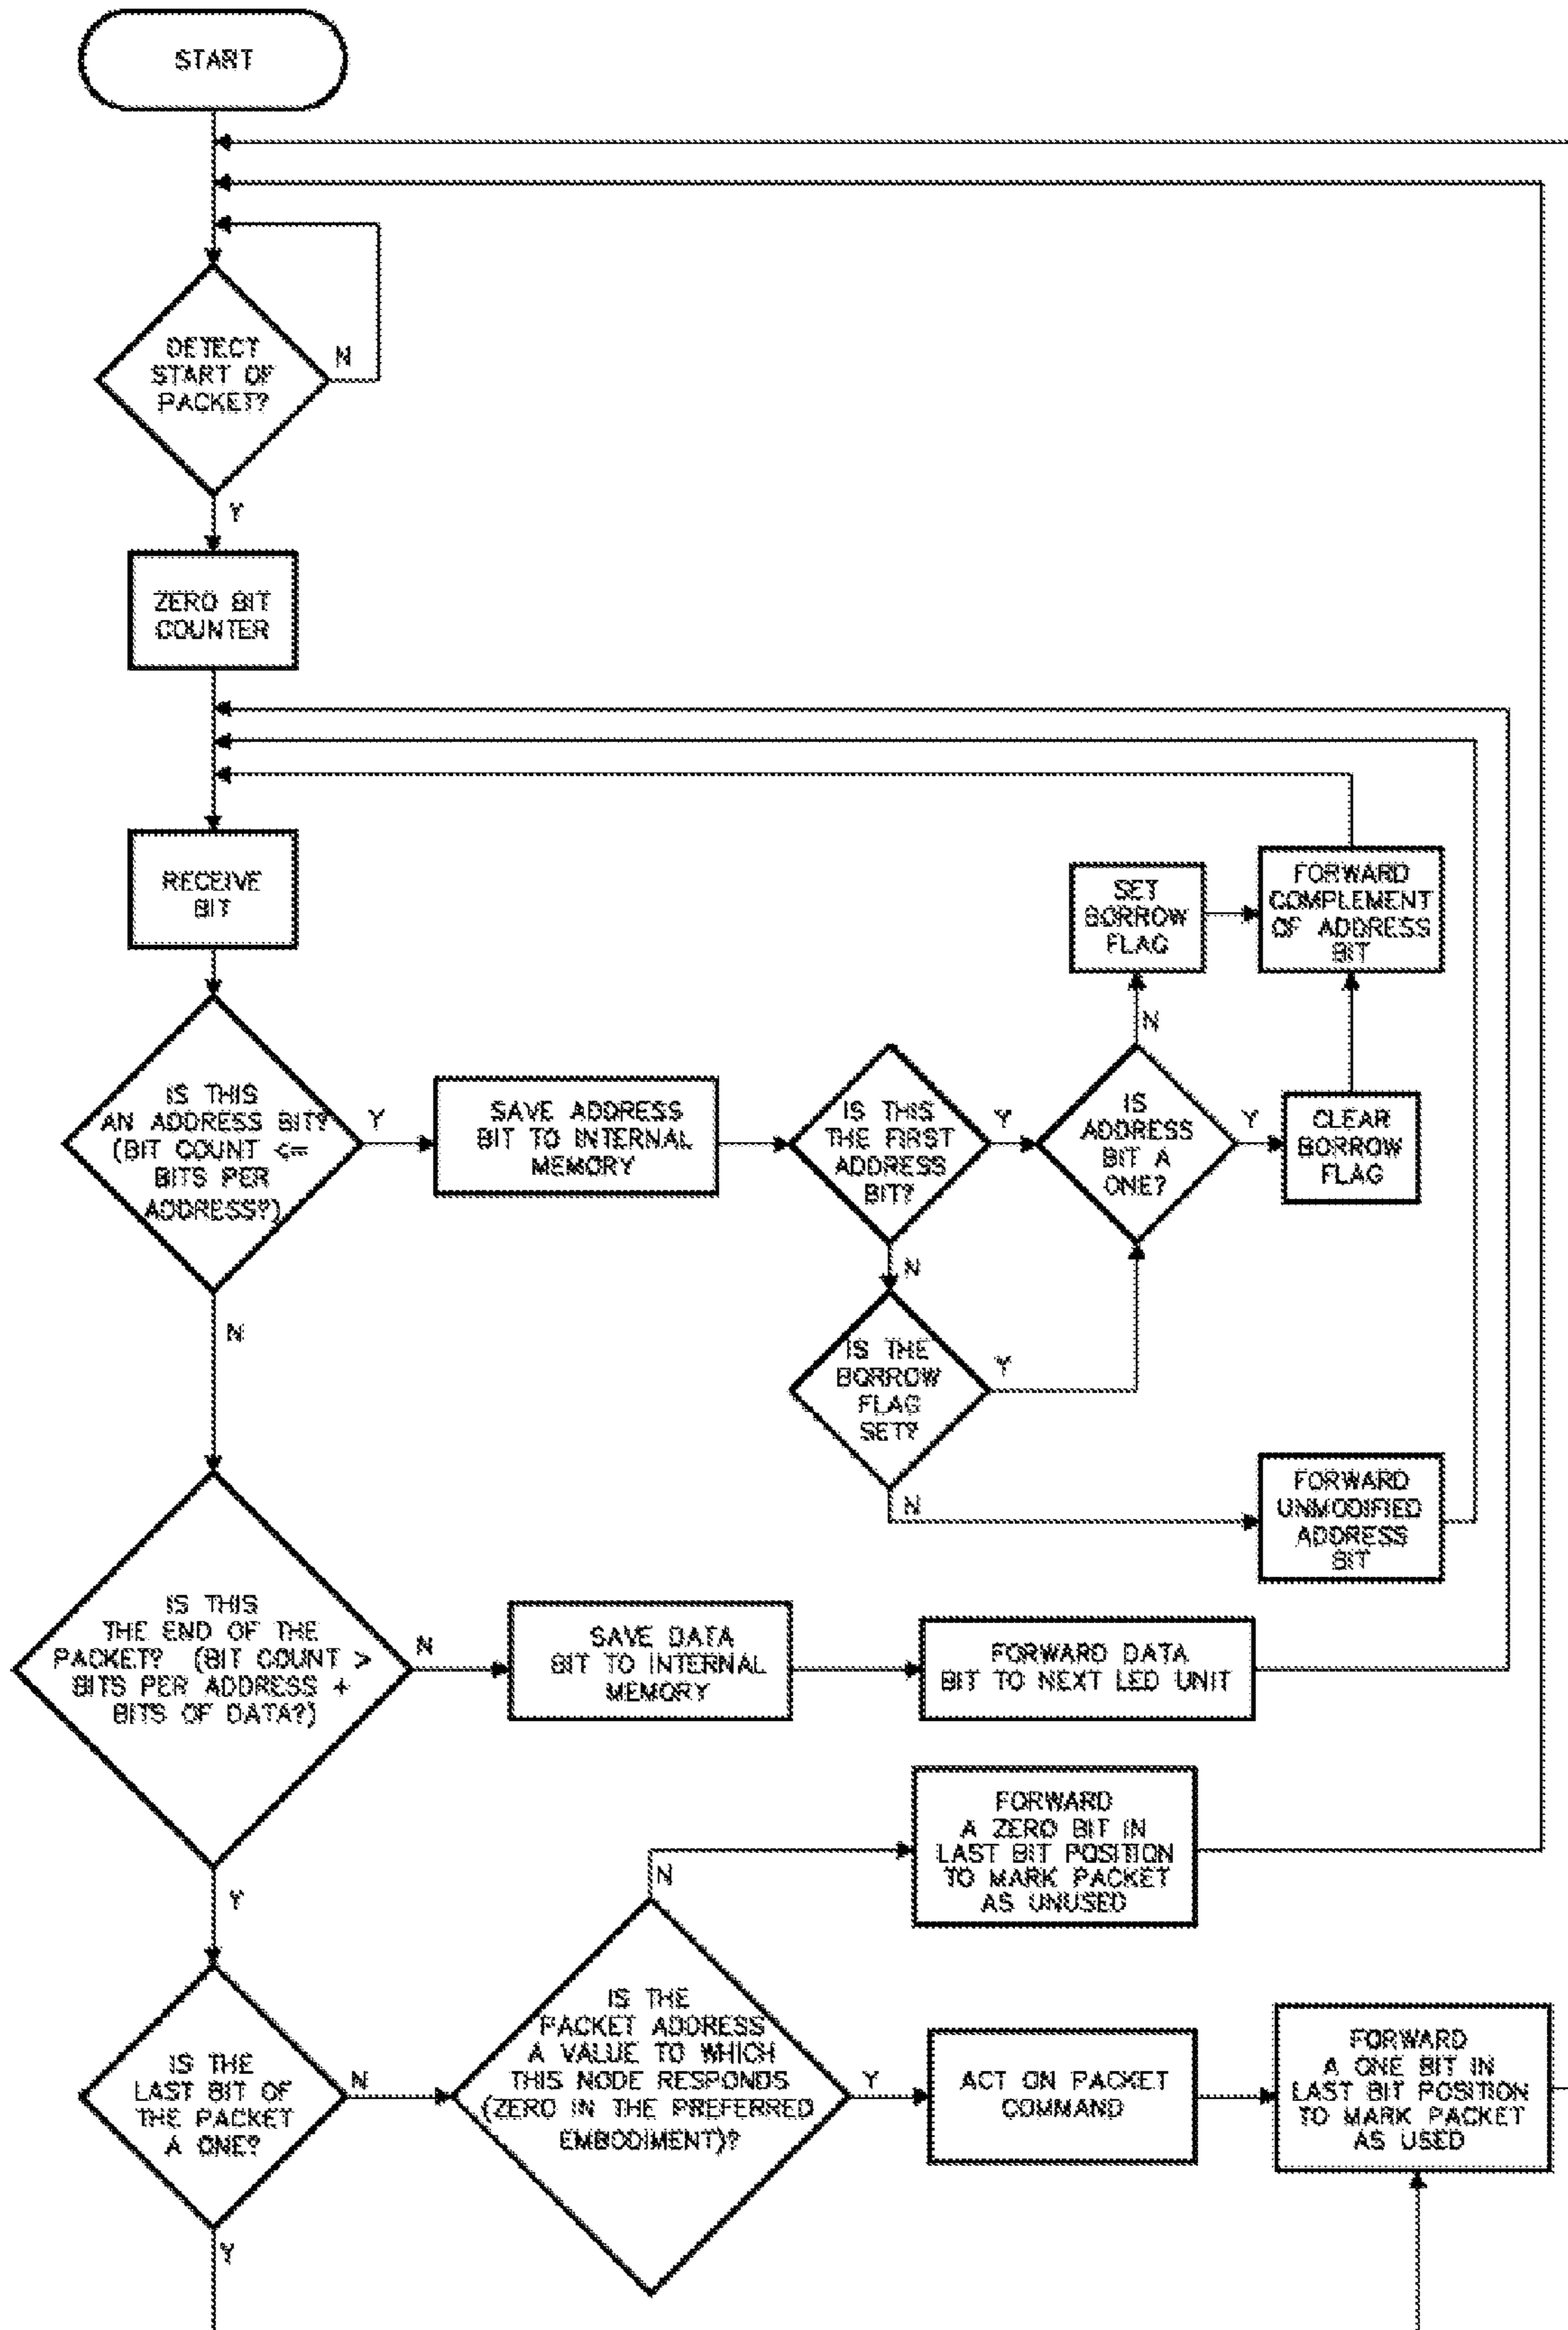 START
DETECT
START OF
PACKET?
N
Y
ZERO BIT
COUNTER
RECEIVE
BIT
SET
BORROW
FLAG
FORWARD
COMPLEMENT
OF ADDRESS
BIT
N
IS THIS
AN ADDRESS BIT?
(BIT COUNT <=
BITS PER
ADDRESS?)
Y
SAVE ADDRESS
BIT TO INTERNAL
MEMORY
IS THIS
THE FIRST
ADDRESS
BIT?
Y
IS
ADDRESS
BIT A
ONE?
Y
CLEAR
BORROW
FLAG
N
N
IS THE
BORROW
FLAG
SET?
Y
N
FORWARD
UNMODIFIED
ADDRESS
BIT
IS THIS
THE END OF THE
PACKET? (BIT COUNT >
BITS PER ADDRESS +
BITS OF DATA?)
N
SAVE DATA
BIT TO INTERNAL
MEMORY
FORWARD DATA
BIT TO NEXT LED UNIT
Y
N
FORWARD
A ZERO BIT IN
LAST BIT POSITION
TO MARK PACKET
AS UNUSED
IS THE
LAST BIT OF
THE PACKET
A ONE?
N
IS THE
PACKET ADDRESS
A VALUE TO WHICH
THIS NODE RESPONDS
(ZERO IN THE PREFERRED
EMBODIMENT)?
Y
ACT ON PACKET
COMMAND
FORWARD
A ONE BIT IN
LAST BIT POSITION
TO MARK PACKET
AS USED
Y